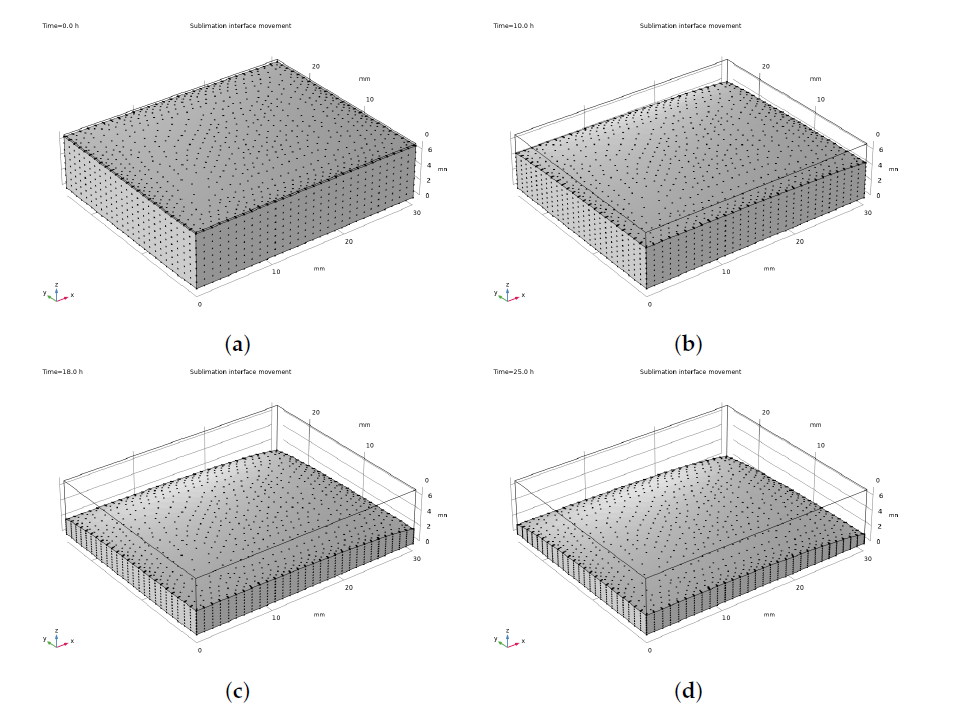 Time=0.0 h Sublimation interface movement
20
mm
10
0
6
4
mm
2
0
30
20
mm
10
0
z
y x
(a)
Time=10.0 h Sublimation interface movement
20
mm
10
0
6
4
mm
2
0
30
20
mm
10
0
z
y x
(b)
Time=18.0 h Sublimation interface movement
20
mm
10
0
6
4
mm
2
0
30
20
mm
10
0
z
y x
(c)
Time=25.0 h Sublimation interface movement
20
mm
10
0
6
4
mm
2
0
30
20
mm
10
0
z
y x
(d)